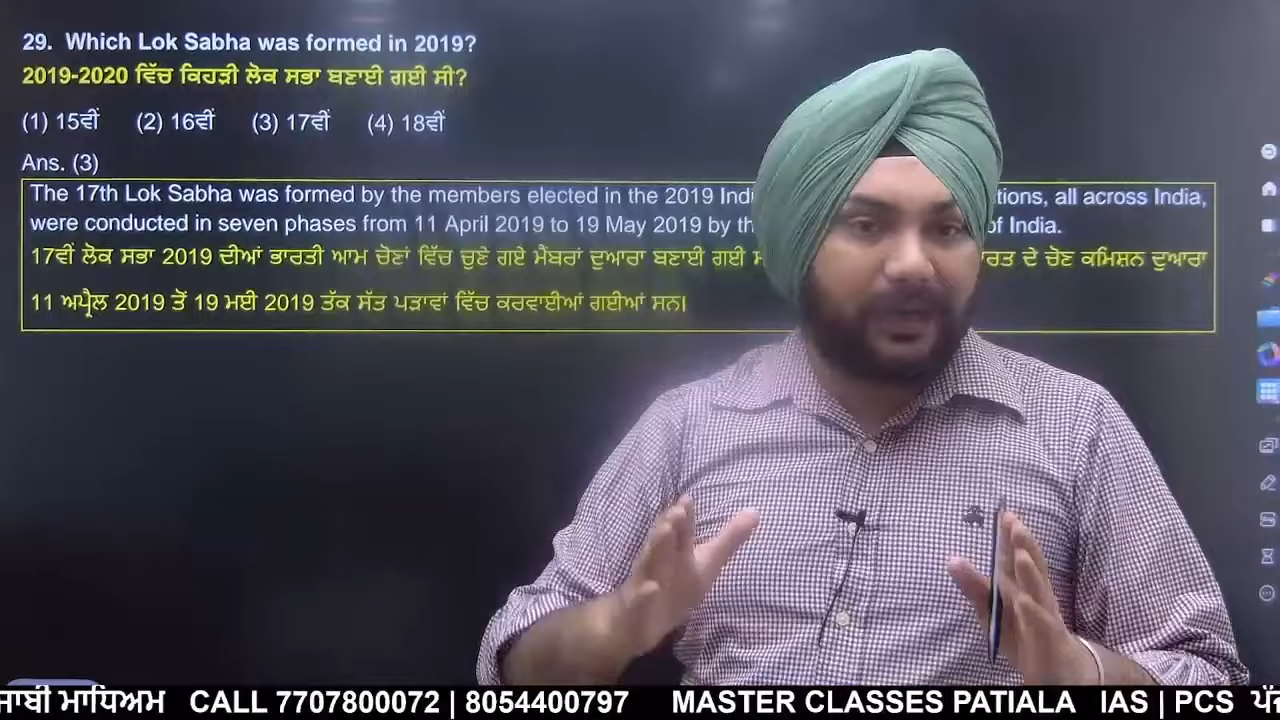 29. Which Lok Sabha was formed in 2019?
2019-2020 ਵਿੱਚ ਕਿਹੜੀ ਲੋਕ ਸਭਾ ਬਣਾਈ ਗਈ ਸੀ?
(1) 15ਵੀਂ (2) 16ਵੀਂ (3) 17ਵੀਂ (4) 18ਵੀਂ
Ans. (3)
The 17th Lok Sabha was formed by the members elected in the 2019 all across India,
were conducted in seven phases from 11 April 2019 to 19 May 2019 by of India.
17ਵੀਂ ਲੋਕ ਸਭਾ 2019 ਦੀਆਂ ਭਾਰਤੀ ਆਮ ਚੋਣਾਂ ਵਿੱਚ ਚੁਣੇ ਗਏ ਮੈਂਬਰਾਂ ਦੁਆਰਾ ਬਣਾਈ ਗਈ ਦੇ ਚੋਣ ਕਮਿਸ਼ਨ ਦੁਆਰਾ
11 ਅਪ੍ਰੈਲ 2019 ਤੋਂ 19 ਮਈ 2019 ਤੱਕ ਸੱਤ ਪੜਾਵਾਂ ਵਿੱਚ ਕਰਵਾਈਆਂ ਗਈਆਂ ਸਨ।
ਮਾਧਿਅਮ CALL 7707800072 | 8054400797 MASTER CLASSES PATIALA IAS | PCS